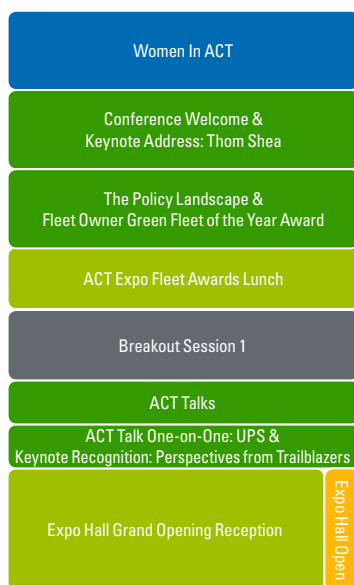 Women In ACT
Conference Welcome &
Keynote Address: Thom Shea
The Policy Landscape &
Fleet Owner Green Fleet of the Year Award
ACT Expo Fleet Awards Lunch
Breakout Session 1
ACT Talks
ACT Talk One-on-One: UPS &
Keynote Recognition: Perspectives from Trailblazers
Expo Hall Grand Opening Reception
Expo Hall Open